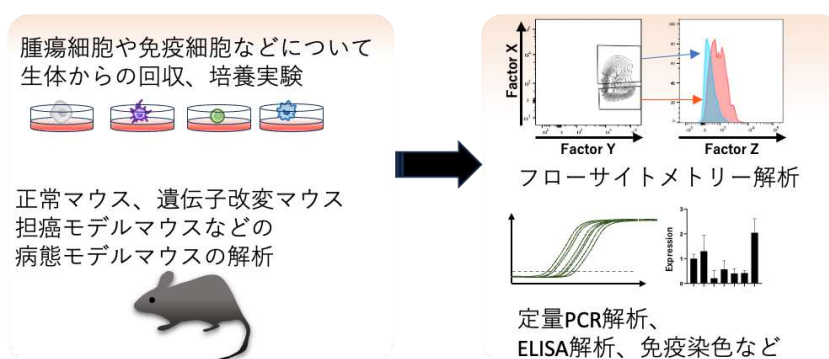 腫瘍細胞や免疫細胞などについて
生体からの回収、培養実験
正常マウス、遺伝子改変マウス
担癌モデルマウスなどの
病態モデルマウスの解析
Factor X
Factor Y
Factor Z
フローサイトメトリー解析
Expression
3
2
1
0
定量PCR解析、
ELISA解析、免疫染色など